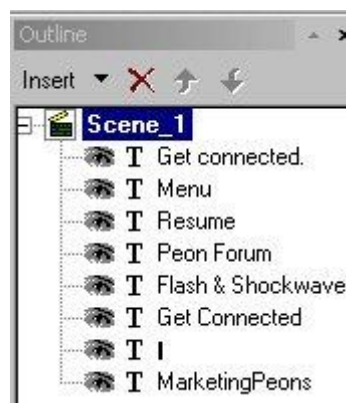 Outline
Insert
Scene_1
T Get connected.
T Menu
T Resume
T Peon Forum
T Flash & Shockwave
T Get Connected
T I
T MarketingPeons